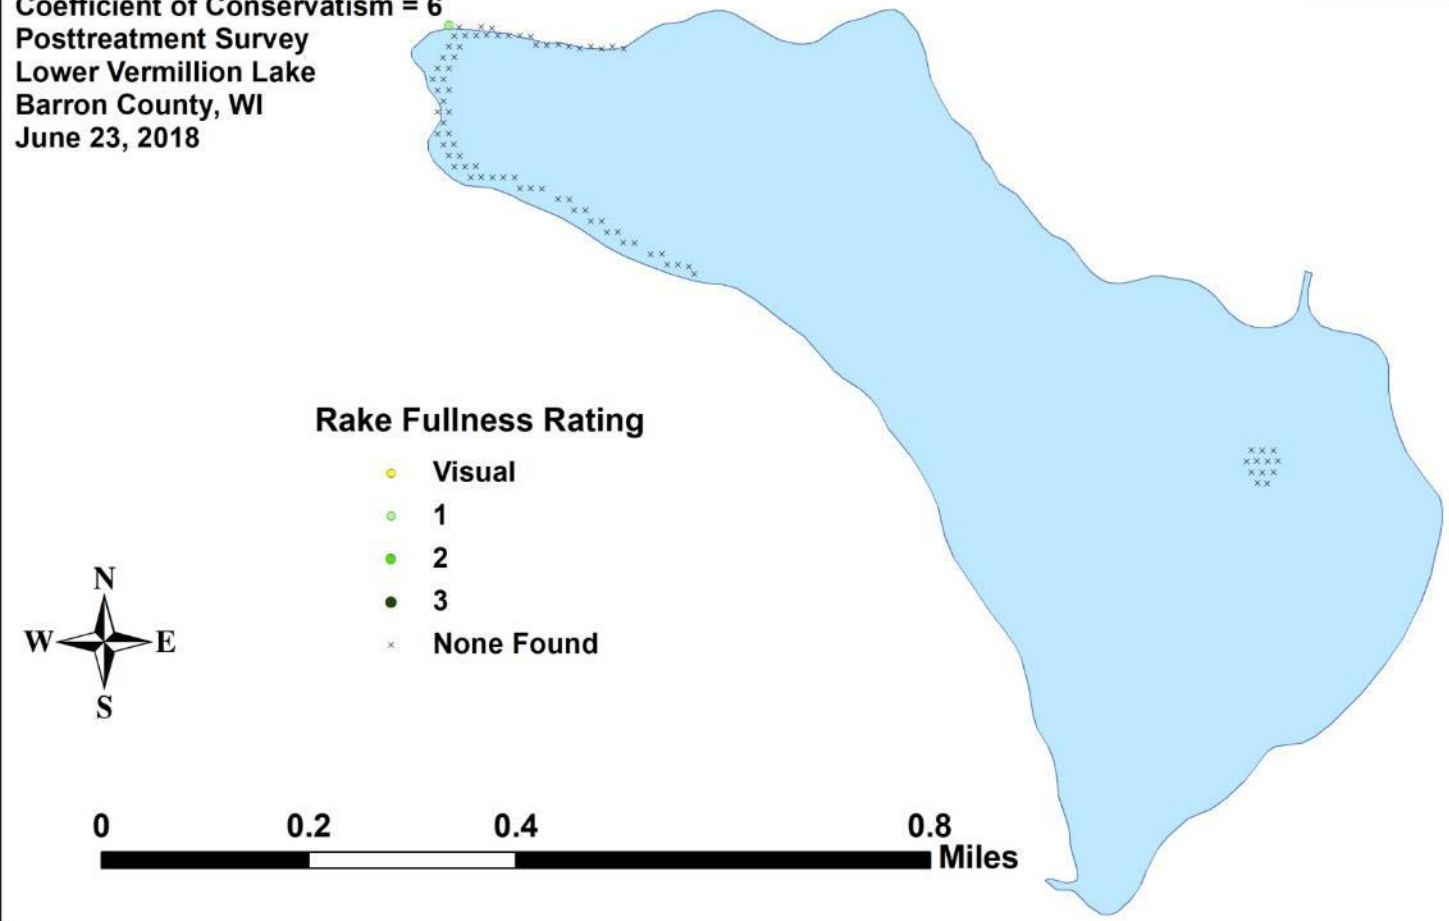 Coefficient of Conservatism = 6
Posttreatment Survey
Lower Vermillion Lake
Barron County, WI
June 23, 2018
Rake Fullness Rating
Visual
1
2
3
None Found
N
W E
S
0 0.2 0.4 0.8
Miles